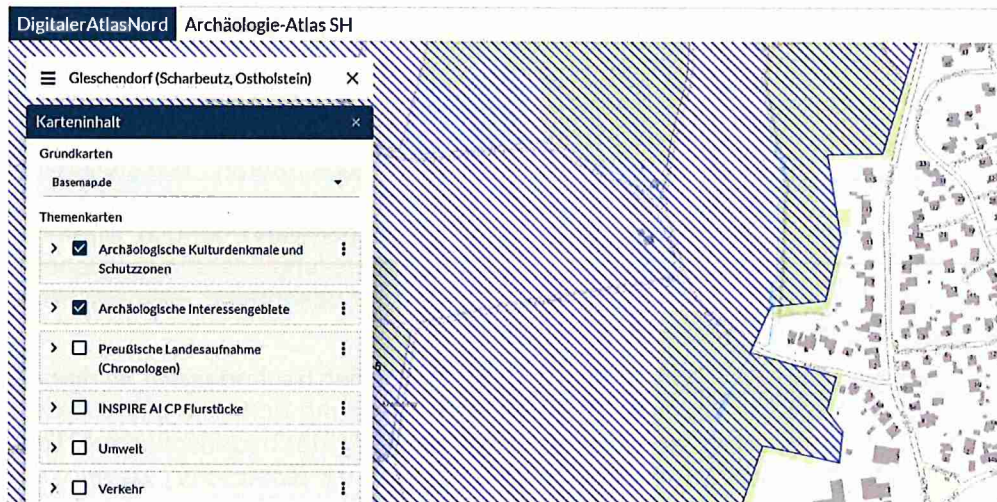 DigitalerAtlasNord Archäologie-Atlas SH
Gleschendorf (Scharbeutz, Ostholstein)
Karteninhalt
Grundkarten
Basemap.de
Themenkarten
Archäologische Kulturdenkmale und
Schutzzonen
Archäologische Interessengebiete
Preußische Landesaufnahme
(Chronologen)
INSPIRE AI CP Flurstücke
Umwelt
Verkehr